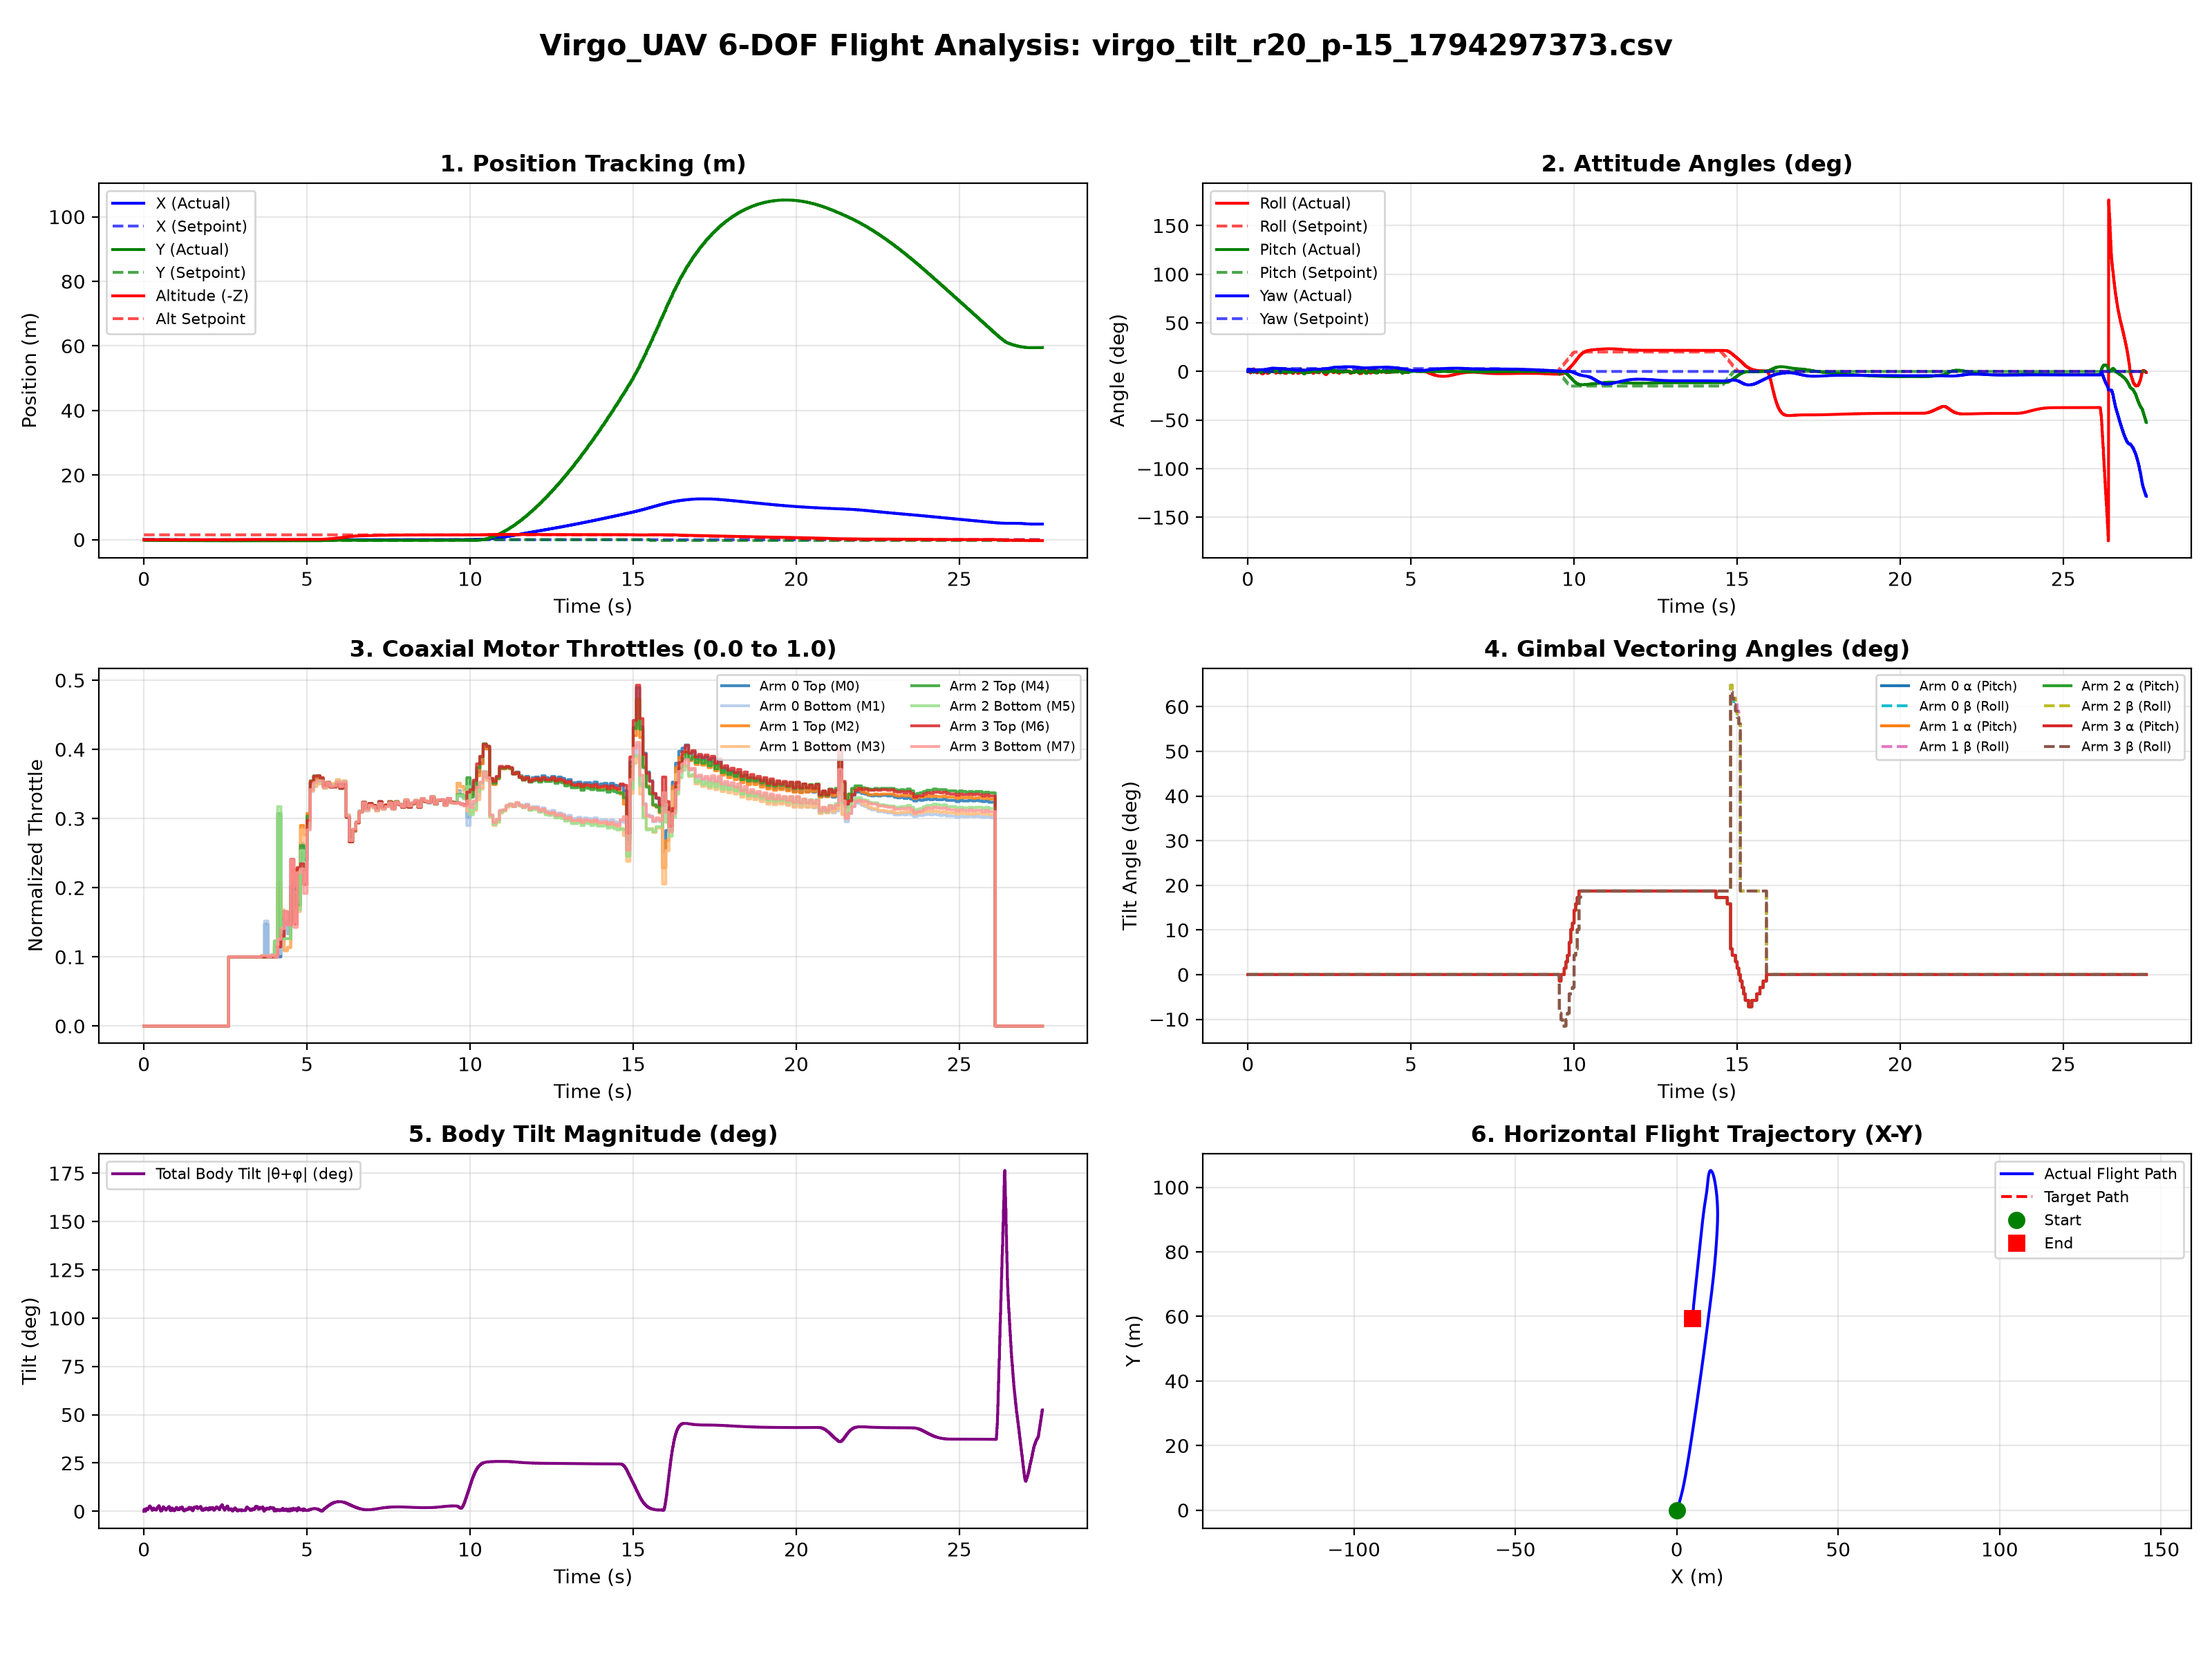 Virgo_UAV 6-DOF Flight Analysis: virgo_tilt_r20_p-15_1794297373.csv
1. Position Tracking (m)
Position (m)
100
80
60
40
20
0
X (Actual)
X (Setpoint)
Y (Actual)
Y (Setpoint)
Altitude (-Z)
Alt Setpoint
0 5 10 15 20 25
Time (s)
2. Attitude Angles (deg)
Angle (deg)
150
100
50
0
−50
−100
−150
Roll (Actual)
Roll (Setpoint)
Pitch (Actual)
Pitch (Setpoint)
Yaw (Actual)
Yaw (Setpoint)
0 5 10 15 20 25
Time (s)
3. Coaxial Motor Throttles (0.0 to 1.0)
Normalized Throttle
0.5
0.4
0.3
0.2
0.1
0.0
Arm 0 Top (M0)
Arm 0 Bottom (M1)
Arm 1 Top (M2)
Arm 1 Bottom (M3)
Arm 2 Top (M4)
Arm 2 Bottom (M5)
Arm 3 Top (M6)
Arm 3 Bottom (M7)
0 5 10 15 20 25
Time (s)
4. Gimbal Vectoring Angles (deg)
Tilt Angle (deg)
60
50
40
30
20
10
0
−10
Arm 0 α (Pitch)
Arm 0 β (Roll)
Arm 1 α (Pitch)
Arm 1 β (Roll)
Arm 2 α (Pitch)
Arm 2 β (Roll)
Arm 3 α (Pitch)
Arm 3 β (Roll)
0 5 10 15 20 25
Time (s)
5. Body Tilt Magnitude (deg)
Tilt (deg)
175
150
125
100
75
50
25
0
Total Body Tilt |θ+φ| (deg)
0 5 10 15 20 25
Time (s)
6. Horizontal Flight Trajectory (X-Y)
Y (m)
100
80
60
40
20
0
Actual Flight Path
Target Path
Start
End
−100 −50 0 50 100 150
X (m)